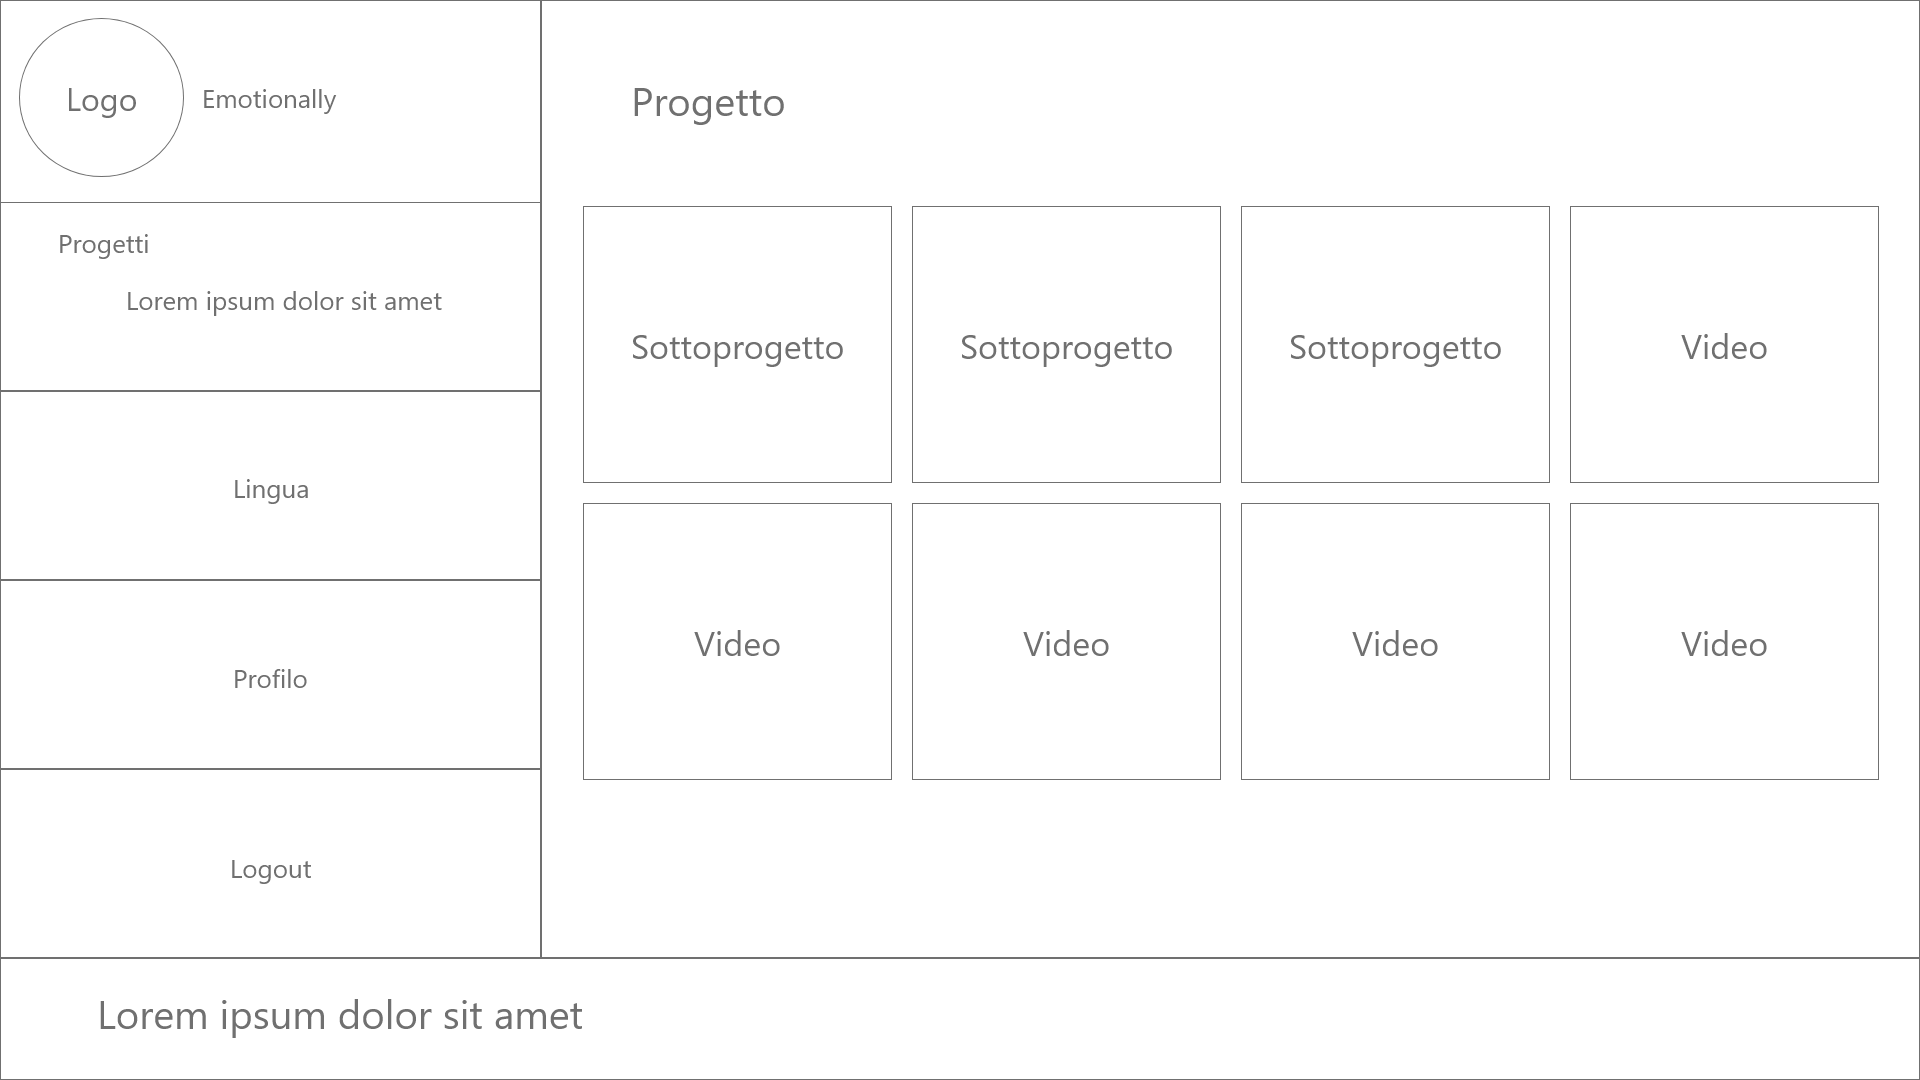 Logo
Emotionally
Progetti
Lorem ipsum dolor sit amet
Lingua
Profilo
Logout
Progetto
Sottoprogetto
Sottoprogetto
Sottoprogetto
Video
Video
Video
Video
Video
Lorem ipsum dolor sit amet